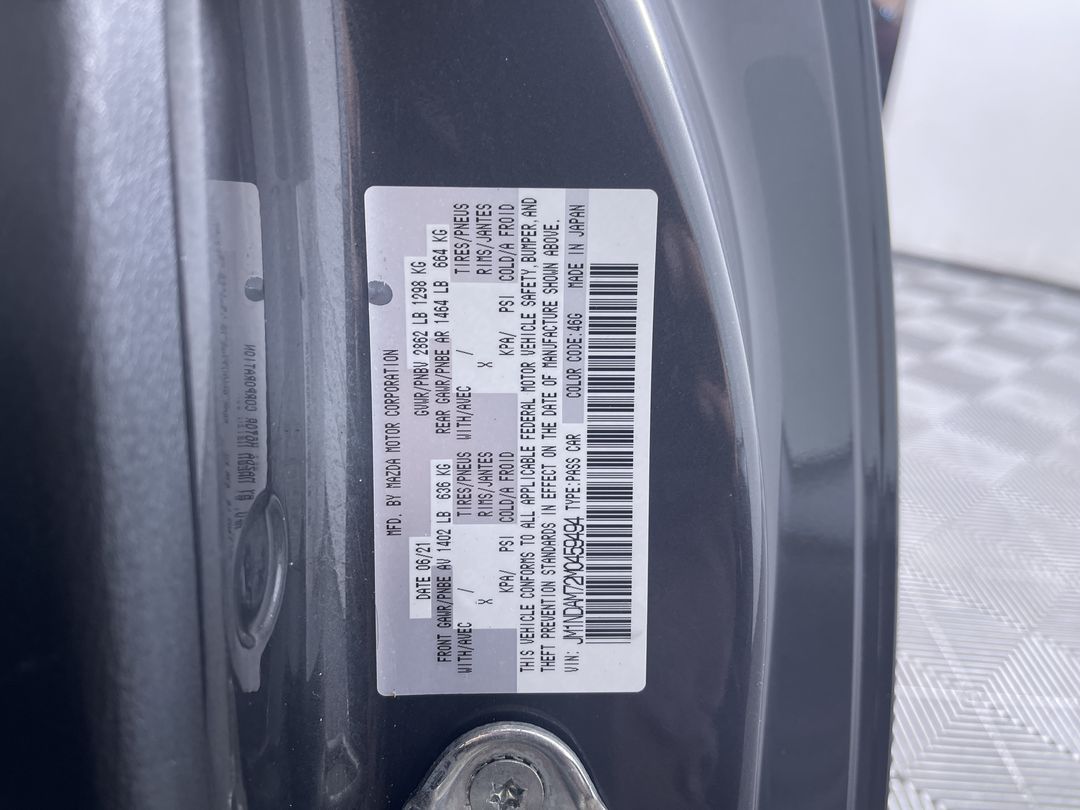 MFD. BY MAZDA MOTOR CORPORATION
DATE 06/21 GVWR/PNBV 2862 LB 1298 KG
FRONT GAWR/PNBE AV 1402 LB 636 KG REAR GAWR/PNBE AR 1464 LB 664 KG
WITH/AVEC / TIRES/PNEUS WITH/AVEC / TIRES/PNEUS
X RIMS/JANTES X RIMS/JANTES
KPA/ PSI COLD/A FROID KPA/ PSI COLD/A FROID
THIS VEHICLE CONFORMS TO ALL APPLICABLE FEDERAL MOTOR VEHICLE SAFETY, BUMPER, AND
THEFT PREVENTION STANDARDS IN EFFECT ON THE DATE OF MANUFACTURE SHOWN ABOVE.
VIN: JM1NDAM72M0459494 TYPE:PASS CAR COLOR CODE:46G MADE IN JAPAN